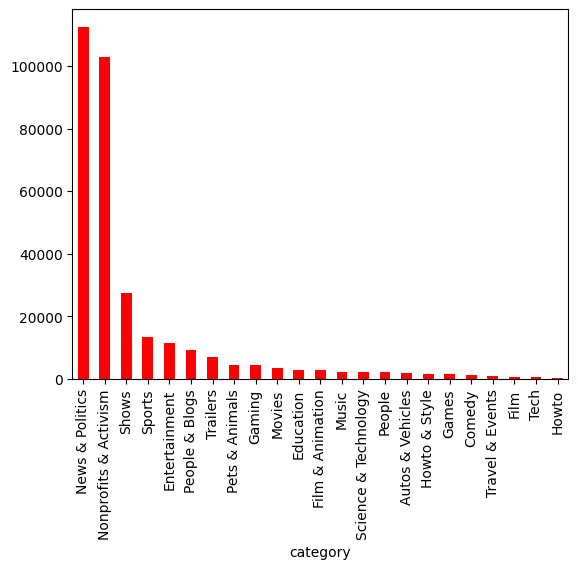 100000
80000
60000
40000
20000
0
News & Politics
Nonprofits & Activism
Shows
Sports
Entertainment
People & Blogs
Trailers
Pets & Animals
Gaming
Movies
Education
Film & Animation
Music
Science & Technology
People
Autos & Vehicles
Howto & Style
Games
Comedy
Travel & Events
Film
Tech
Howto
category